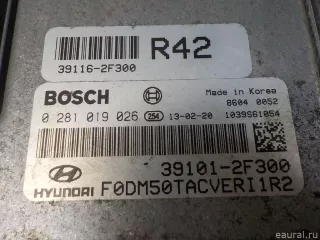 R42
39116-2F300
BOSCH
Made in Korea
8604 0052
0 281 019 026 254 13-02-20 1039S61054
39101-2F300
HYUNDAI F0DM50TACVERI1R2
eaural.ru